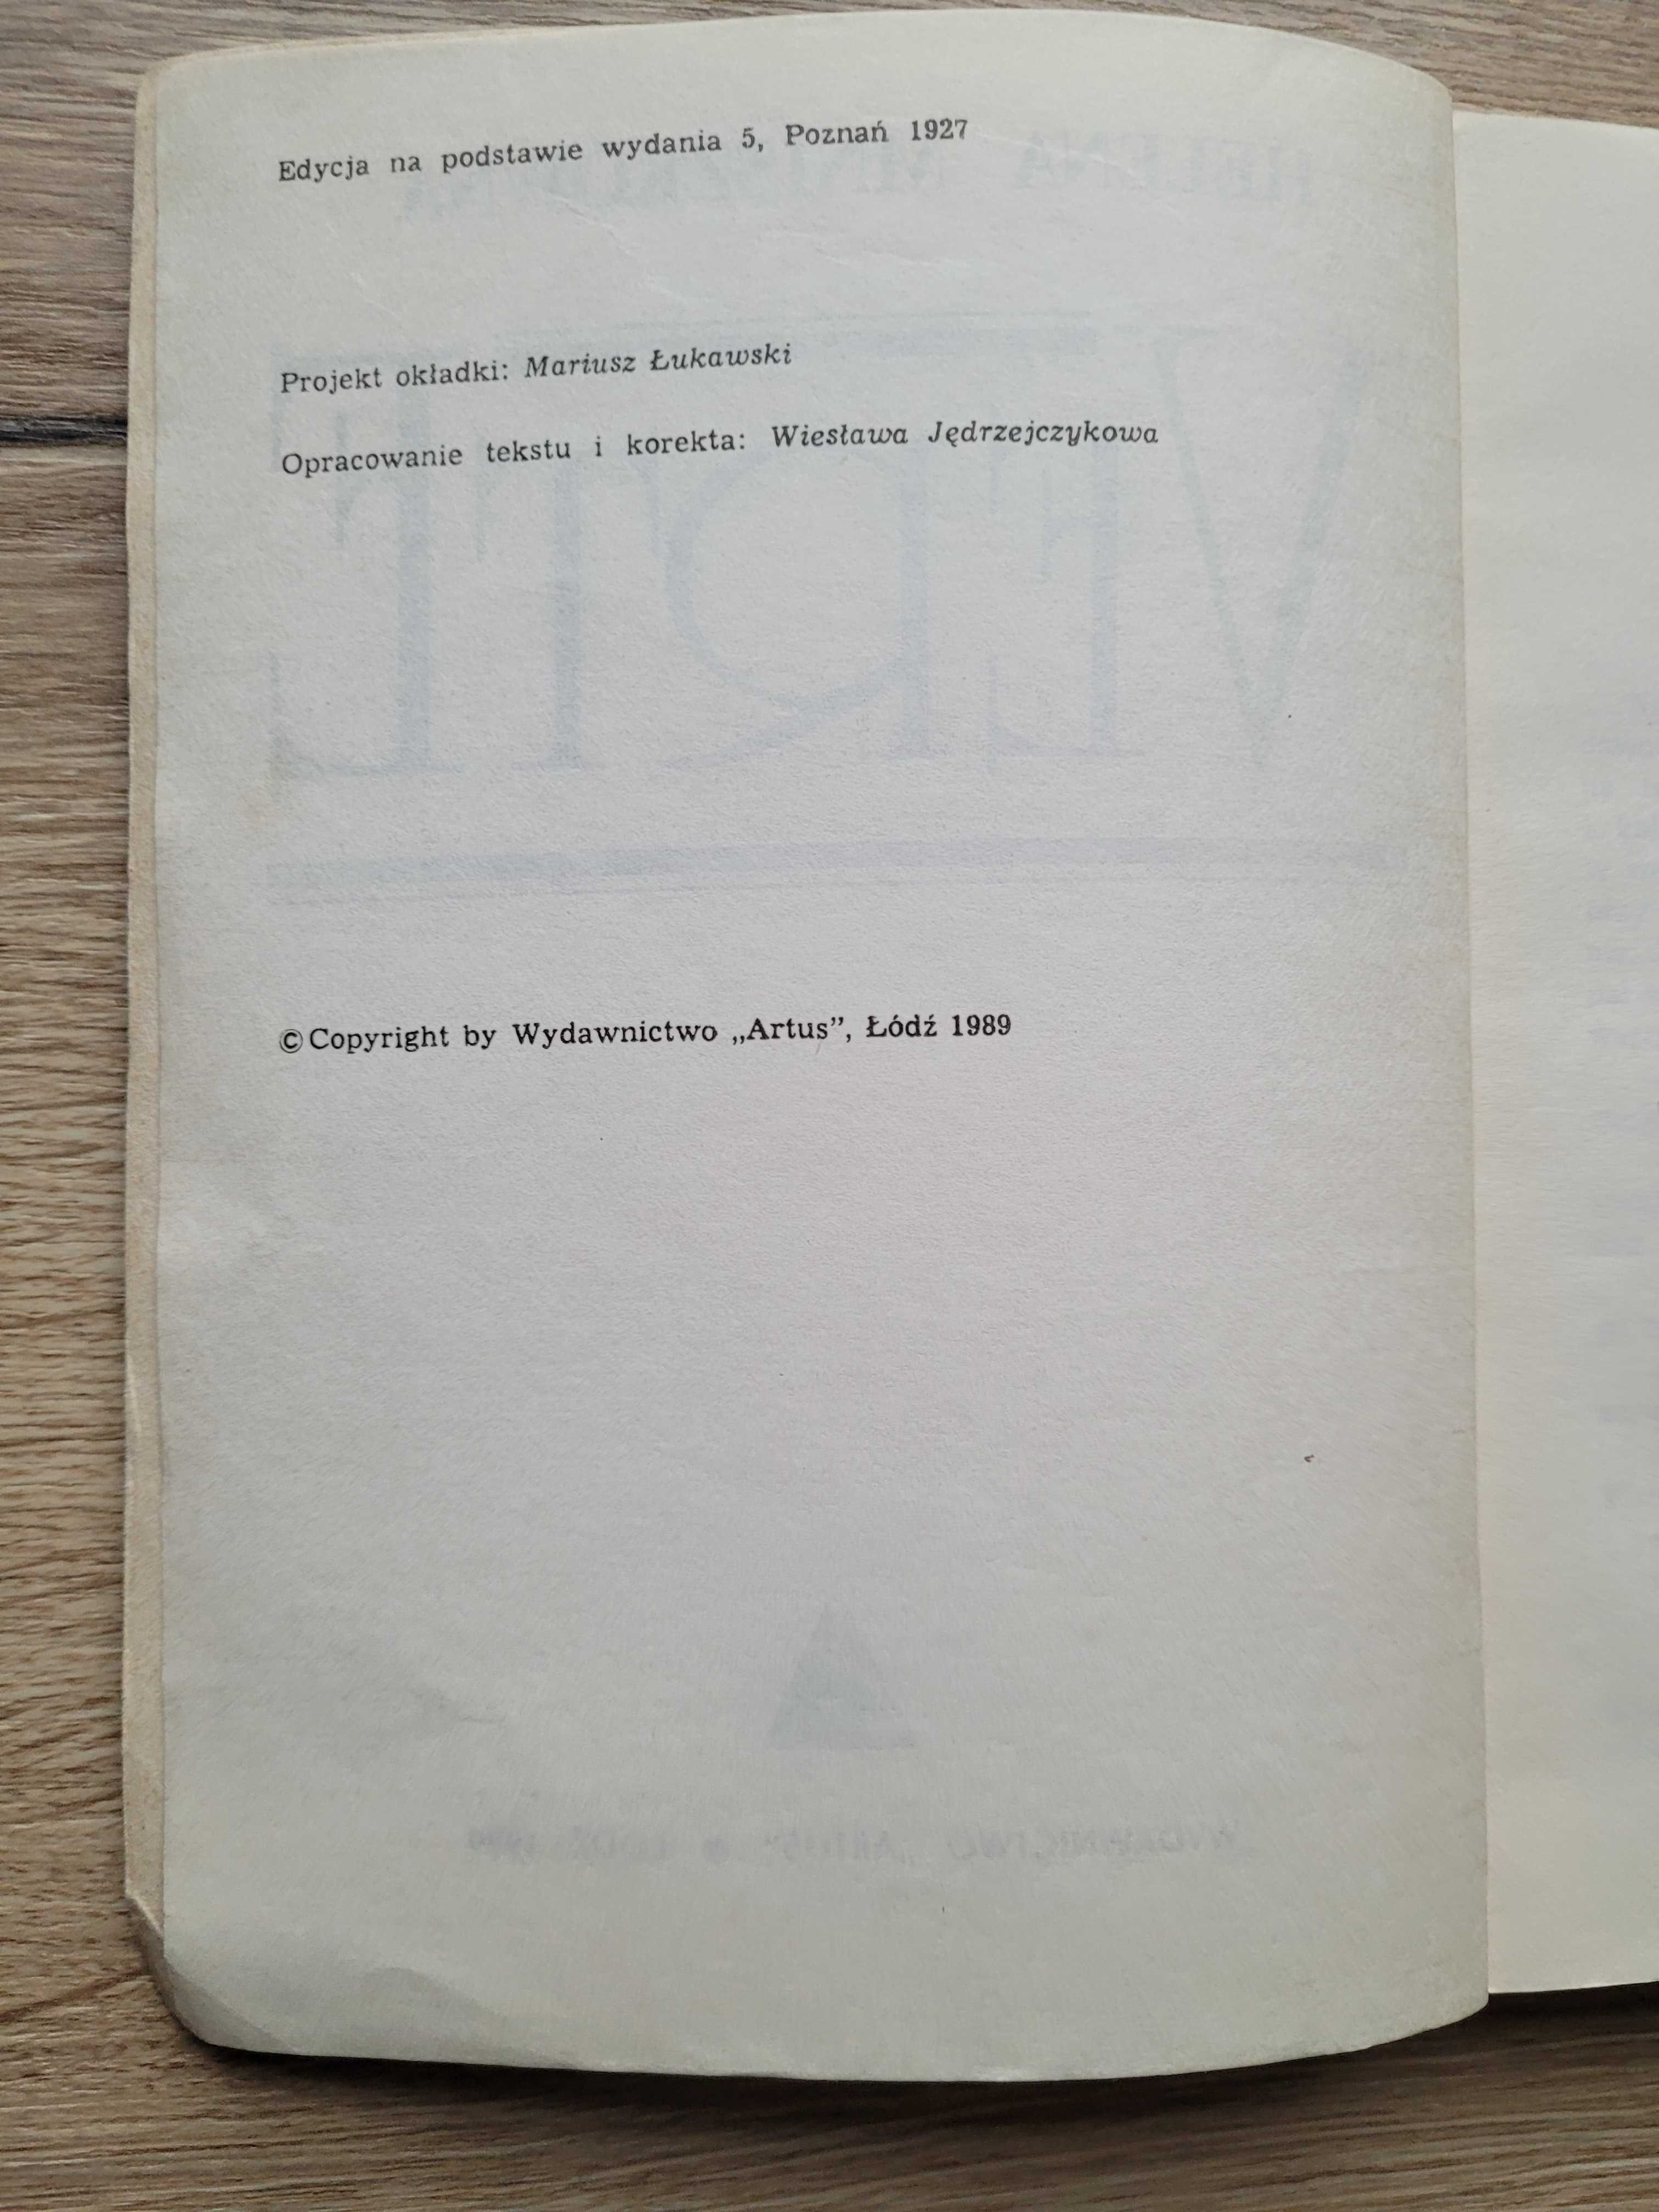 Edycja na podstawie wydania 5, Poznań 1927
Projekt okładki: Mariusz Łukawski
Opracowanie tekstu i korekta: Wiesława Jędrzejczykowa
© Copyright by Wydawnictwo „Artus”, Łódź 1989